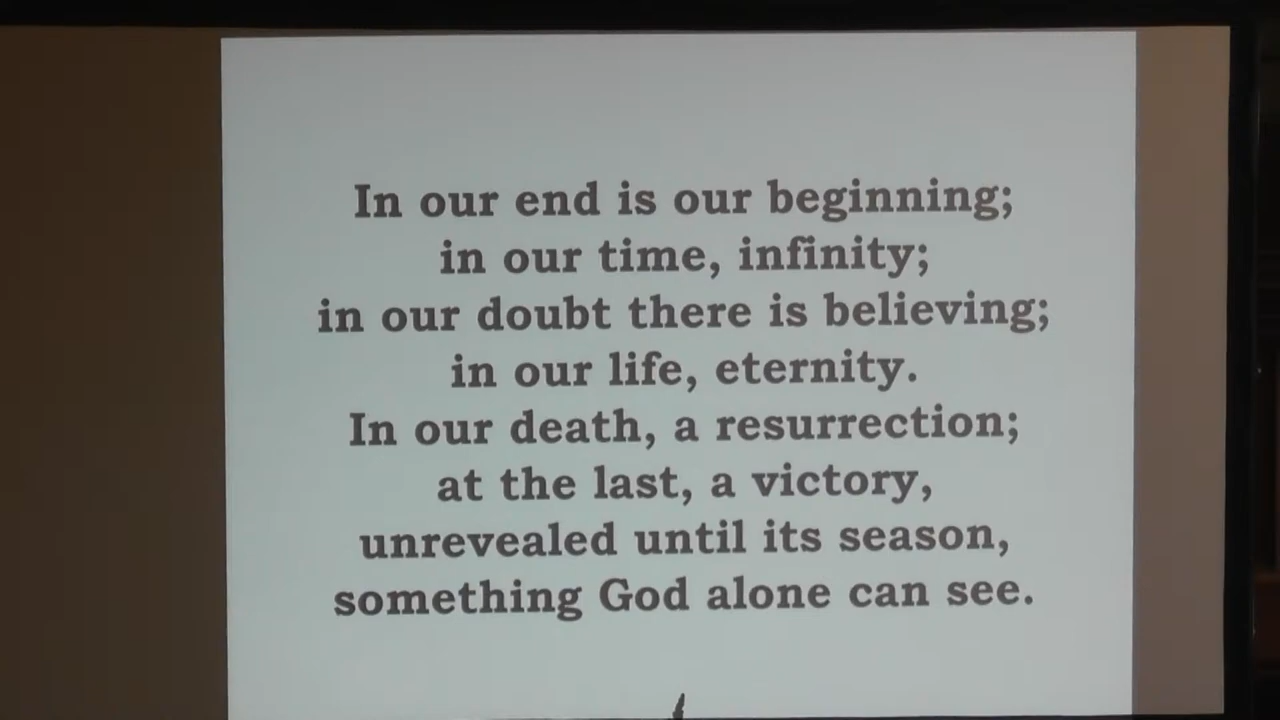 In our end is our beginning;
in our time, infinity;
in our doubt there is believing;
in our life, eternity.
In our death, a resurrection;
at the last, a victory,
unrevealed until its season,
something God alone can see.